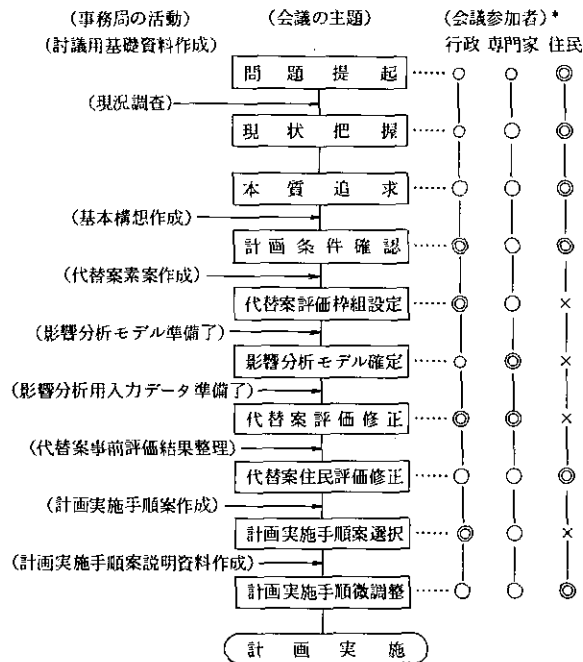 (事務局の活動) (会議の主題) (会議参加者)*
(討議用基礎資料作成) 行政 専門家 住民
問題提起 ○ ○ ◎
(現況調査)
現状把握 ○ ○ ◎
本質追求 ○ ○ ◎
(基本構想作成)
計画条件確認 ◎ ○ ◎
(代替案素案作成)
代替案評価枠組設定 ◎ ○ ×
(影響分析モデル準備了)
影響分析モデル確定 ○ ◎ ×
(影響分析用入力データ準備了)
代替案評価修正 ◎ ◎ ×
(代替案事前評価結果整理)
代替案住民評価修正 ○ ○ ◎
(計画実施手順案作成)
計画実施手順案選択 ◎ ○ ×
(計画実施手順案説明資料作成)
計画実施手順微調整 ○ ○ ◎
計画実施